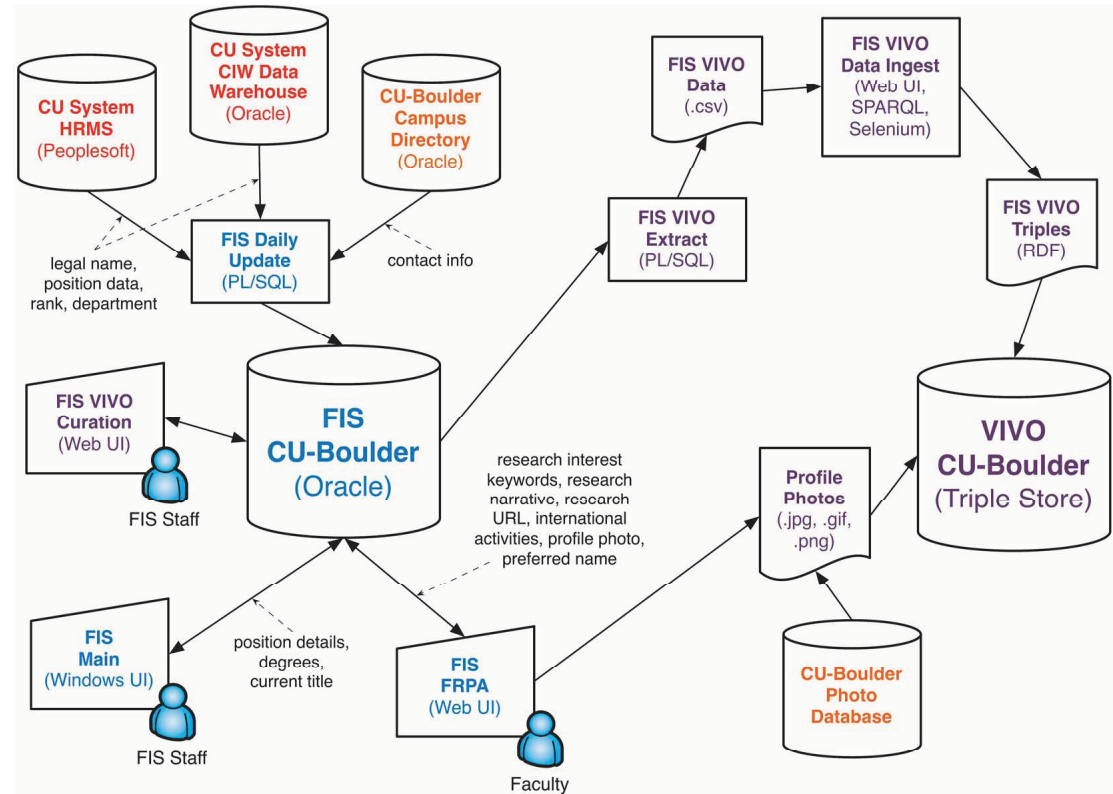 CU System
HRMS
(Peoplesoft)
CU System
CIW Data
Warehouse
(Oracle)
CU-Boulder
Campus
Directory
(Oracle)
legal name,
position data,
rank, department
FIS Daily
Update
(PL/SQL)
contact info
FIS VIVO
Data
(.csv)
FIS VIVO
Data Ingest
(Web UI,
SPARQL,
Selenium)
FIS VIVO
Extract
(PL/SQL)
FIS VIVO
Triples
(RDF)
FIS VIVO
Curation
(Web UI)
FIS Staff
FIS
CU-Boulder
(Oracle)
research interest
keywords, research
narrative, research
URL, international
activities, profile photo,
preferred name
Profile
Photos
(.jpg, .gif,
.png)
VIVO
CU-Boulder
(Triple Store)
FIS
Main
(Windows UI)
FIS Staff
position details,
degrees,
current title
FIS
FRPA
(Web UI)
Faculty
CU-Boulder
Photo
Database